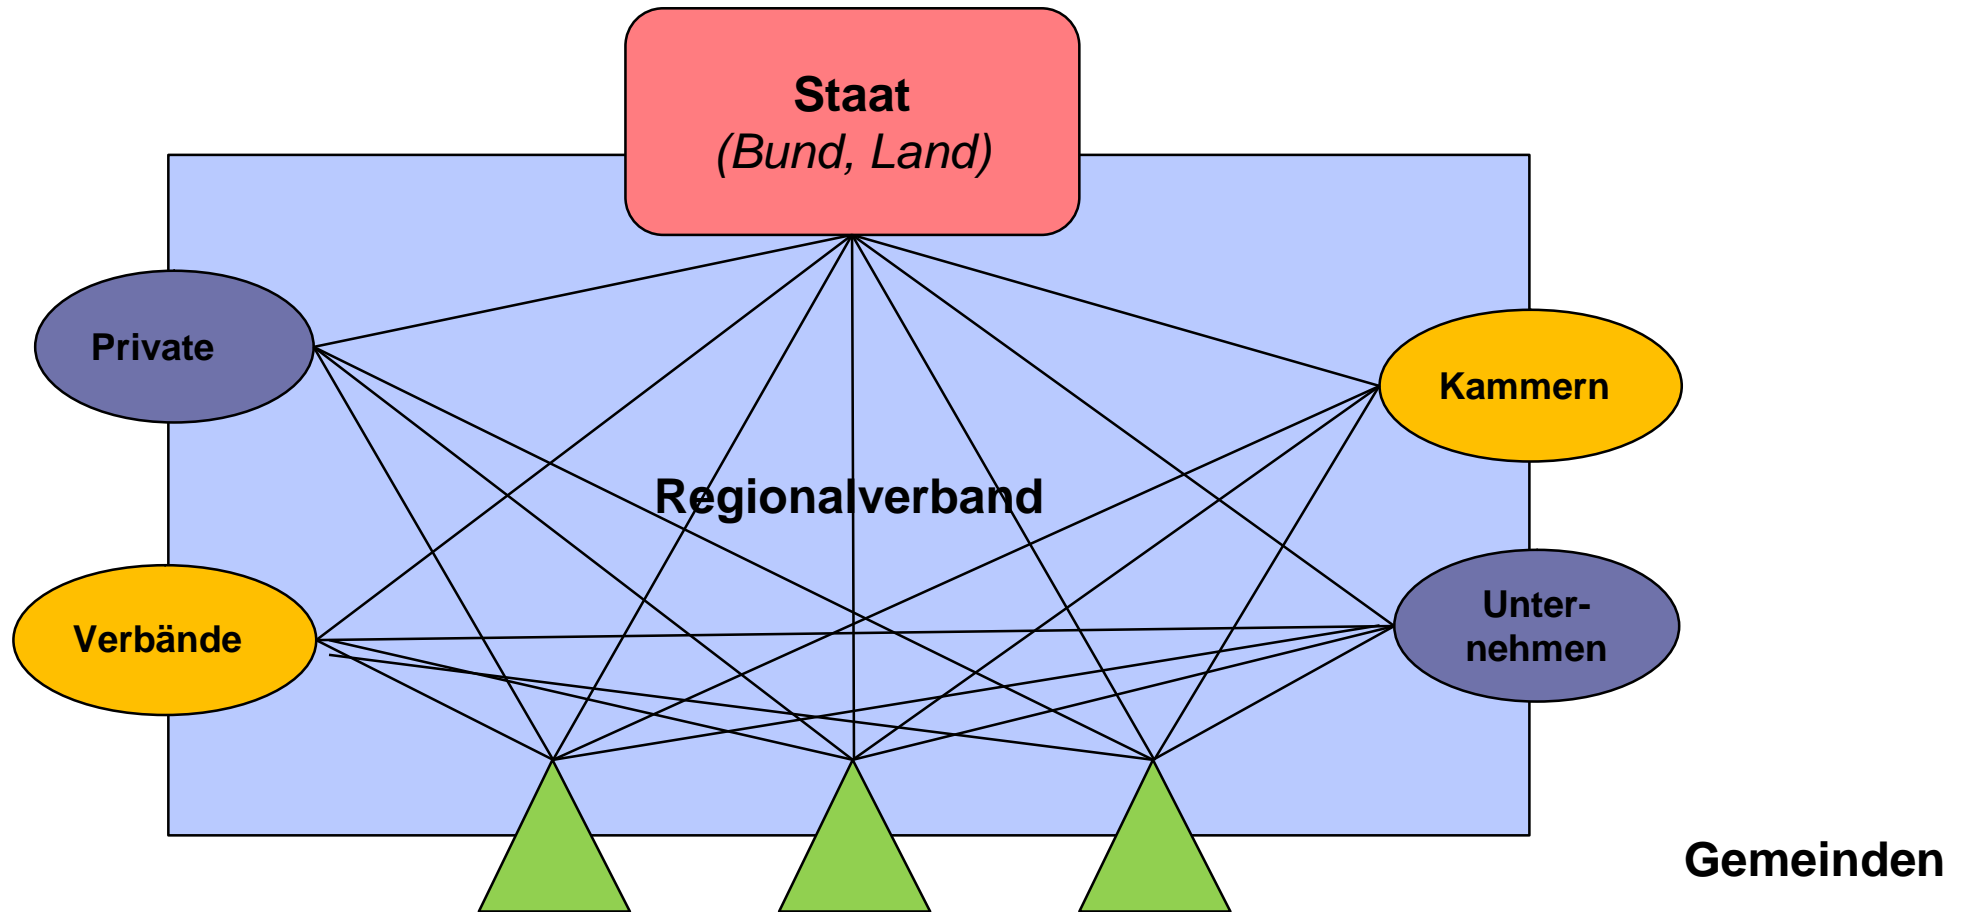 Staat
(Bund, Land)
Private
Kammern
Regionalverband
Verbände
Unter-
nehmen
Gemeinden